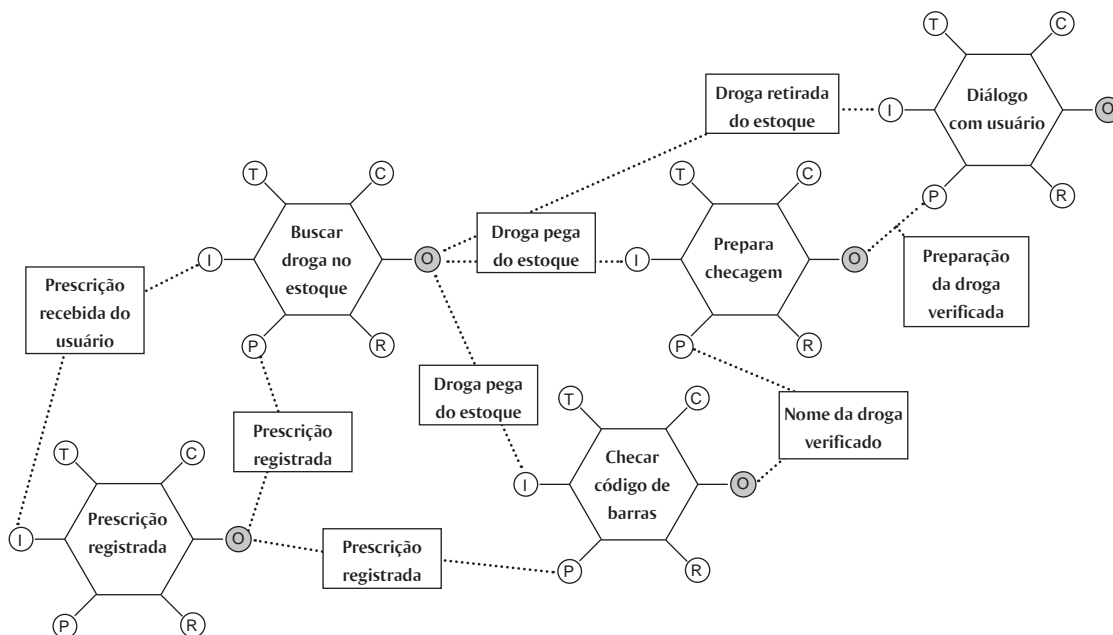 T
C
Droga retirada
do estoque
I
Diálogo
com usuário
O
T
C
T
C
P
R
Buscar
droga no
estoque
Droga pega
do estoque
Prepara
checagem
I
O
I
O
Preparação
da droga
verificada
Prescrição
recebida do
usuário
P
R
P
R
Droga pega
do estoque
T
C
Nome da droga
verificado
Prescrição
registrada
T
C
Checar
código de
barras
I
O
Prescrição
registrada
I
O
Prescrição
registrada
P
R
P
R